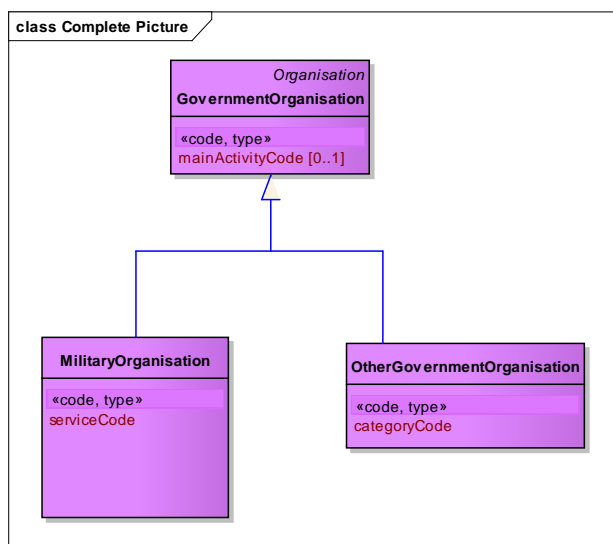 class Complete Picture
Organisation
GovernmentOrganisation
«code, type»
mainActivityCode [0..1]
MilitaryOrganisation
«code, type»
serviceCode
OtherGovernmentOrganisation
«code, type»
categoryCode